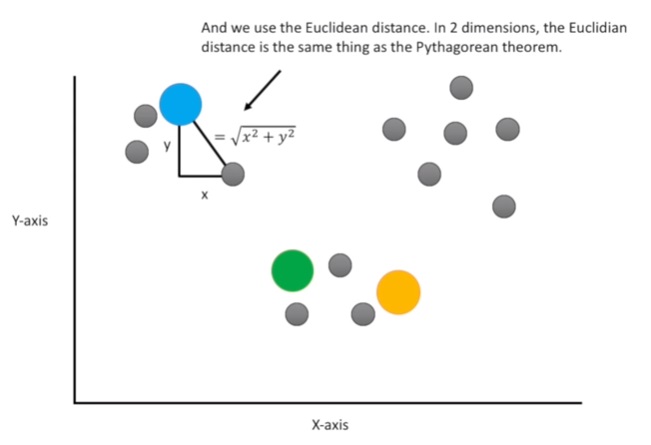 And we use the Euclidean distance. In 2 dimensions, the Euclidian
distance is the same thing as the Pythagorean theorem.
= √x² + y²
y
x
Y-axis
X-axis